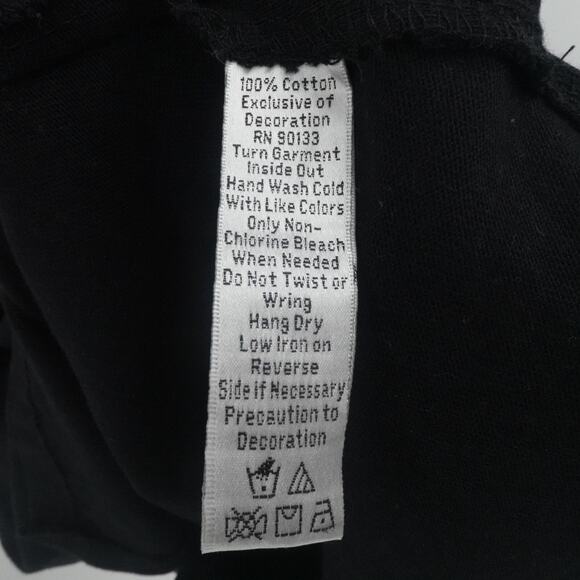 100% Cotton
Exclusive of
Decoration
RN 90133
Turn Garment
Inside Out
Hand Wash Cold
With Like Colors
Only Non-
Chlorine Bleach
When Needed
Do Not Twist or
Wring
Hang Dry
Low Iron on
Reverse
Side If Necessary
Precaution to
Decoration